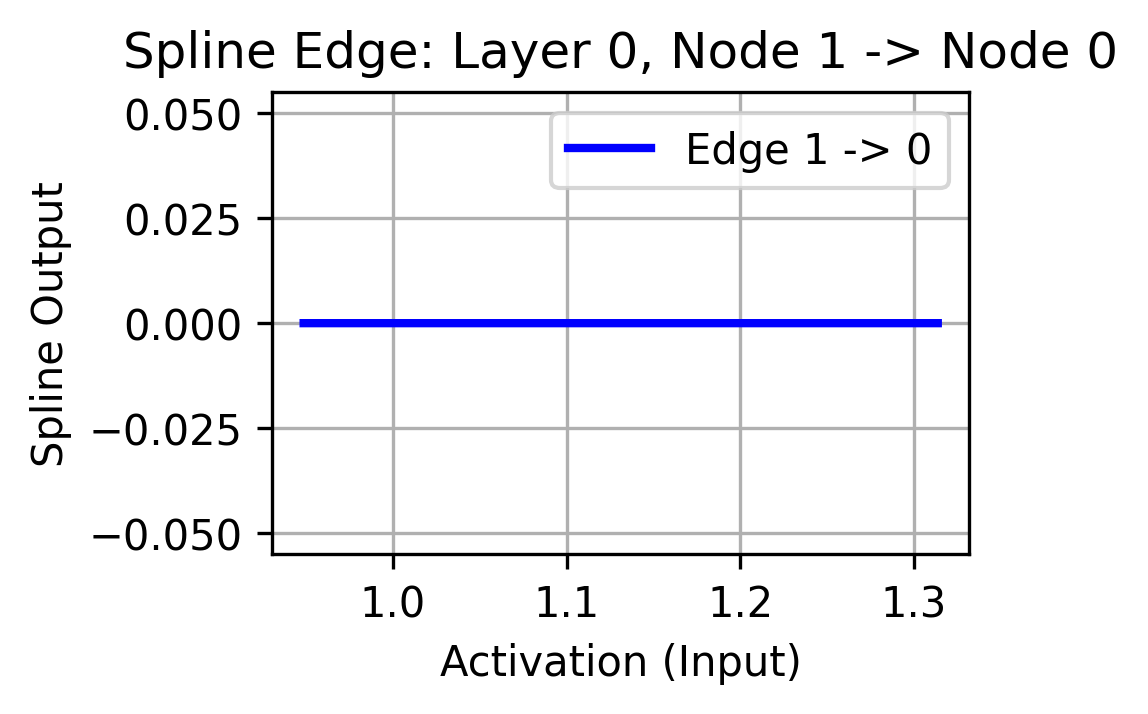 Spline Edge: Layer 0, Node 1 -> Node 0
Edge 1 -> 0
Spline Output
0.050
0.025
0.000
−0.025
−0.050
1.0 1.1 1.2 1.3
Activation (Input)